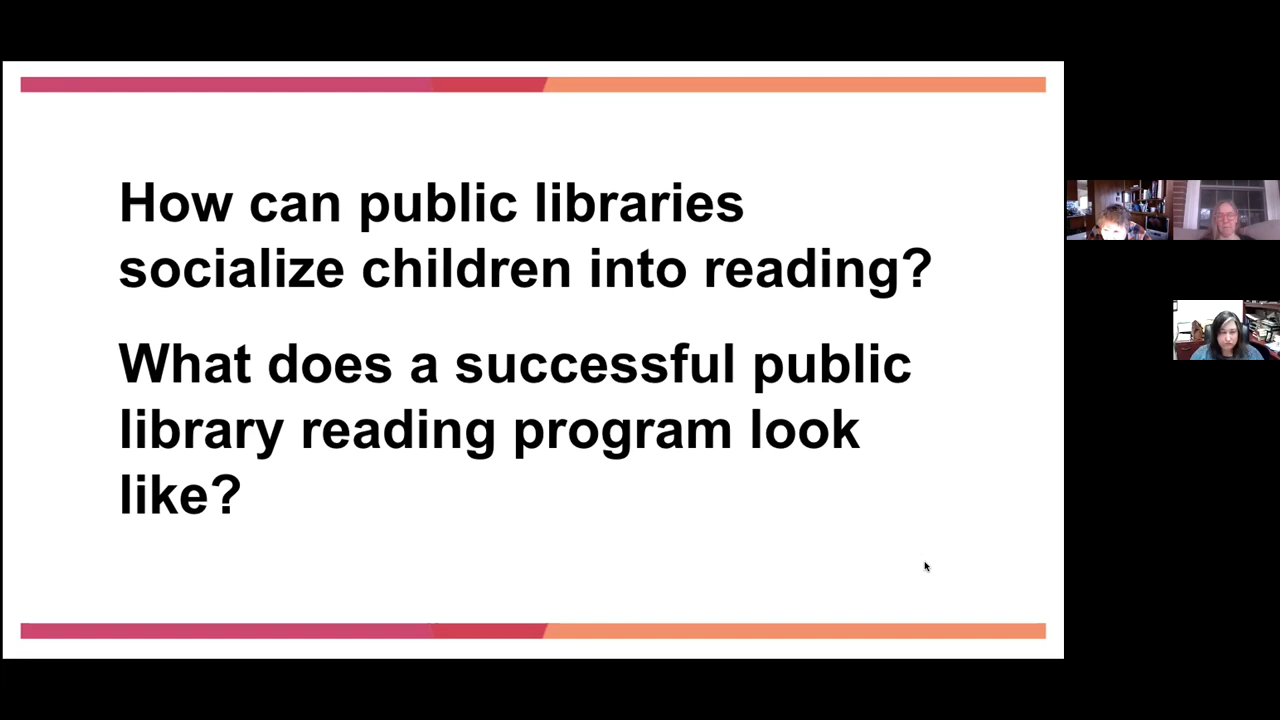 How can public libraries
socialize children into reading?
What does a successful public
library reading program look
like?